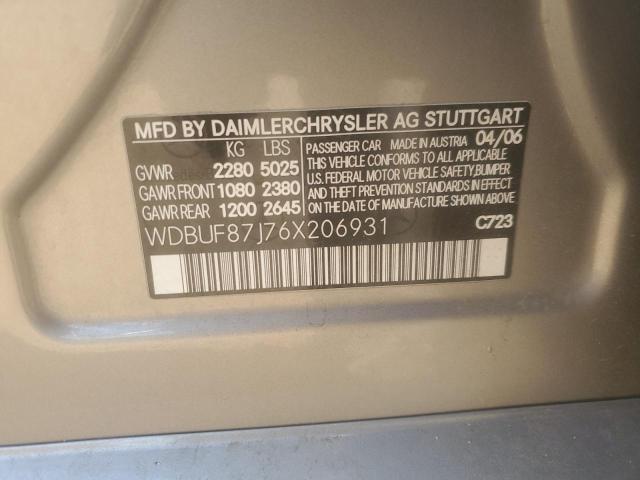 MFD BY DAIMLERCHRYSLER AG STUTTGART
KG LBS
GVWR 2280 5025
GAWR FRONT 1080 2380
GAWR REAR 1200 2645
PASSENGER CAR MADE IN AUSTRIA 04/06
THIS VEHICLE CONFORMS TO ALL APPLICABLE
U.S. FEDERAL MOTOR VEHICLE SAFETY,BUMPER
AND THEFT PREVENTION STANDARDS IN EFFECT
ON THE DATE OF MANUFACTURE SHOWN ABOVE
WDBUF87J76X206931
C723